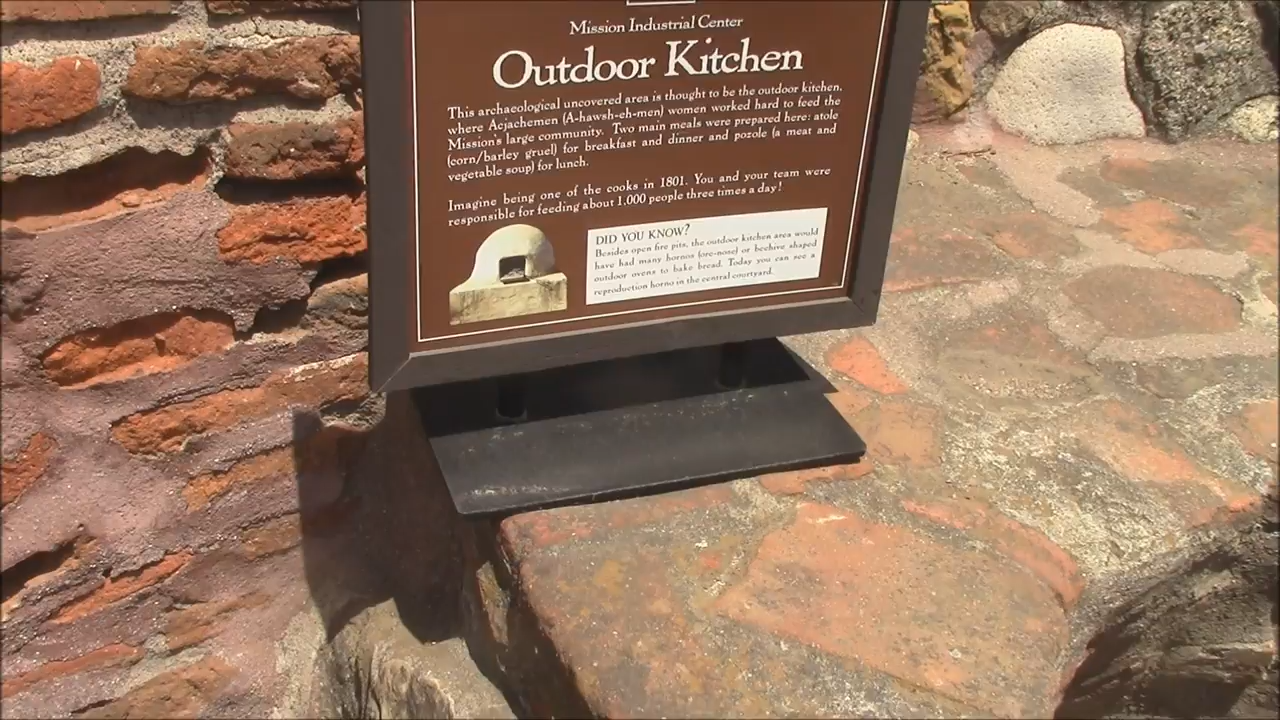 Mission Industrial Center
Outdoor Kitchen
This archaeological uncovered area is thought to be the outdoor kitchen,
where Aejachemen (A-hawsh-eh-men) women worked hard to feed the
Mission's large community. Two main meals were prepared here: atole
(corn/barley gruel) for breakfast and dinner and pozole (a meat and
vegetable soup) for lunch.
Imagine being one of the cooks in 1801. You and your team were
responsible for feeding about 1,000 people three times a day!
DID YOU KNOW?
Besides open fire pits, the outdoor kitchen area would
have had many hornos (ore-nose) or beehive shaped
outdoor ovens to bake bread. Today you can see a
reproduction horno in the central courtyard.